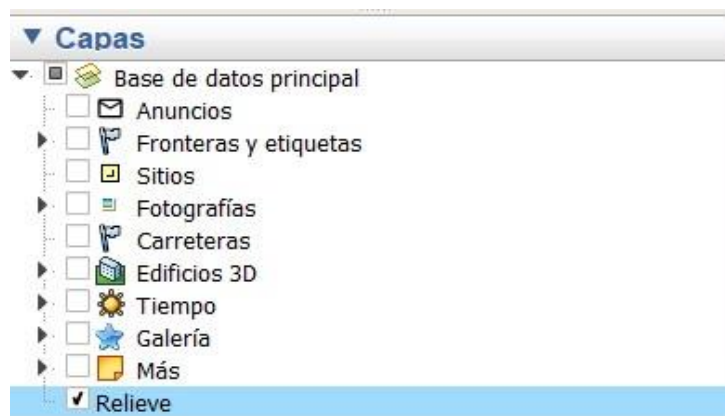 Capas
Base de datos principal
Anuncios
Fronteras y etiquetas
Sitios
Fotografías
Carreteras
Edificios 3D
Tiempo
Galería
Más
Relieve